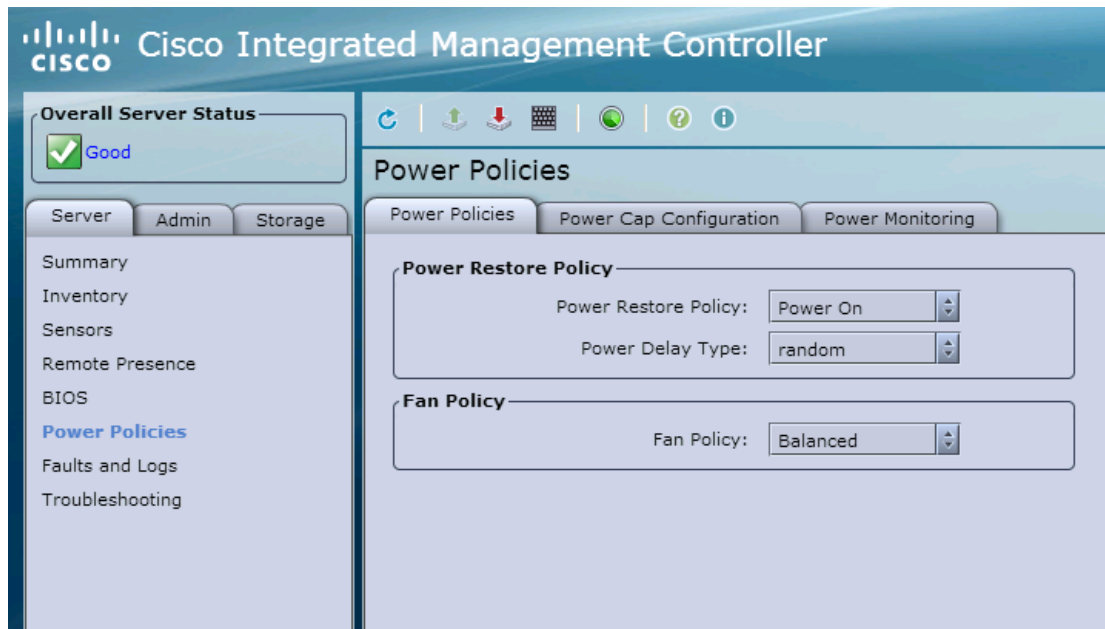 CISCO Cisco Integrated Management Controller
Overall Server Status
Good
Server Admin Storage
Summary
Inventory
Sensors
Remote Presence
BIOS
Power Policies
Faults and Logs
Troubleshooting
Power Policies
Power Policies Power Cap Configuration Power Monitoring
Power Restore Policy
Power Restore Policy: Power On
Power Delay Type: random
Fan Policy
Fan Policy: Balanced